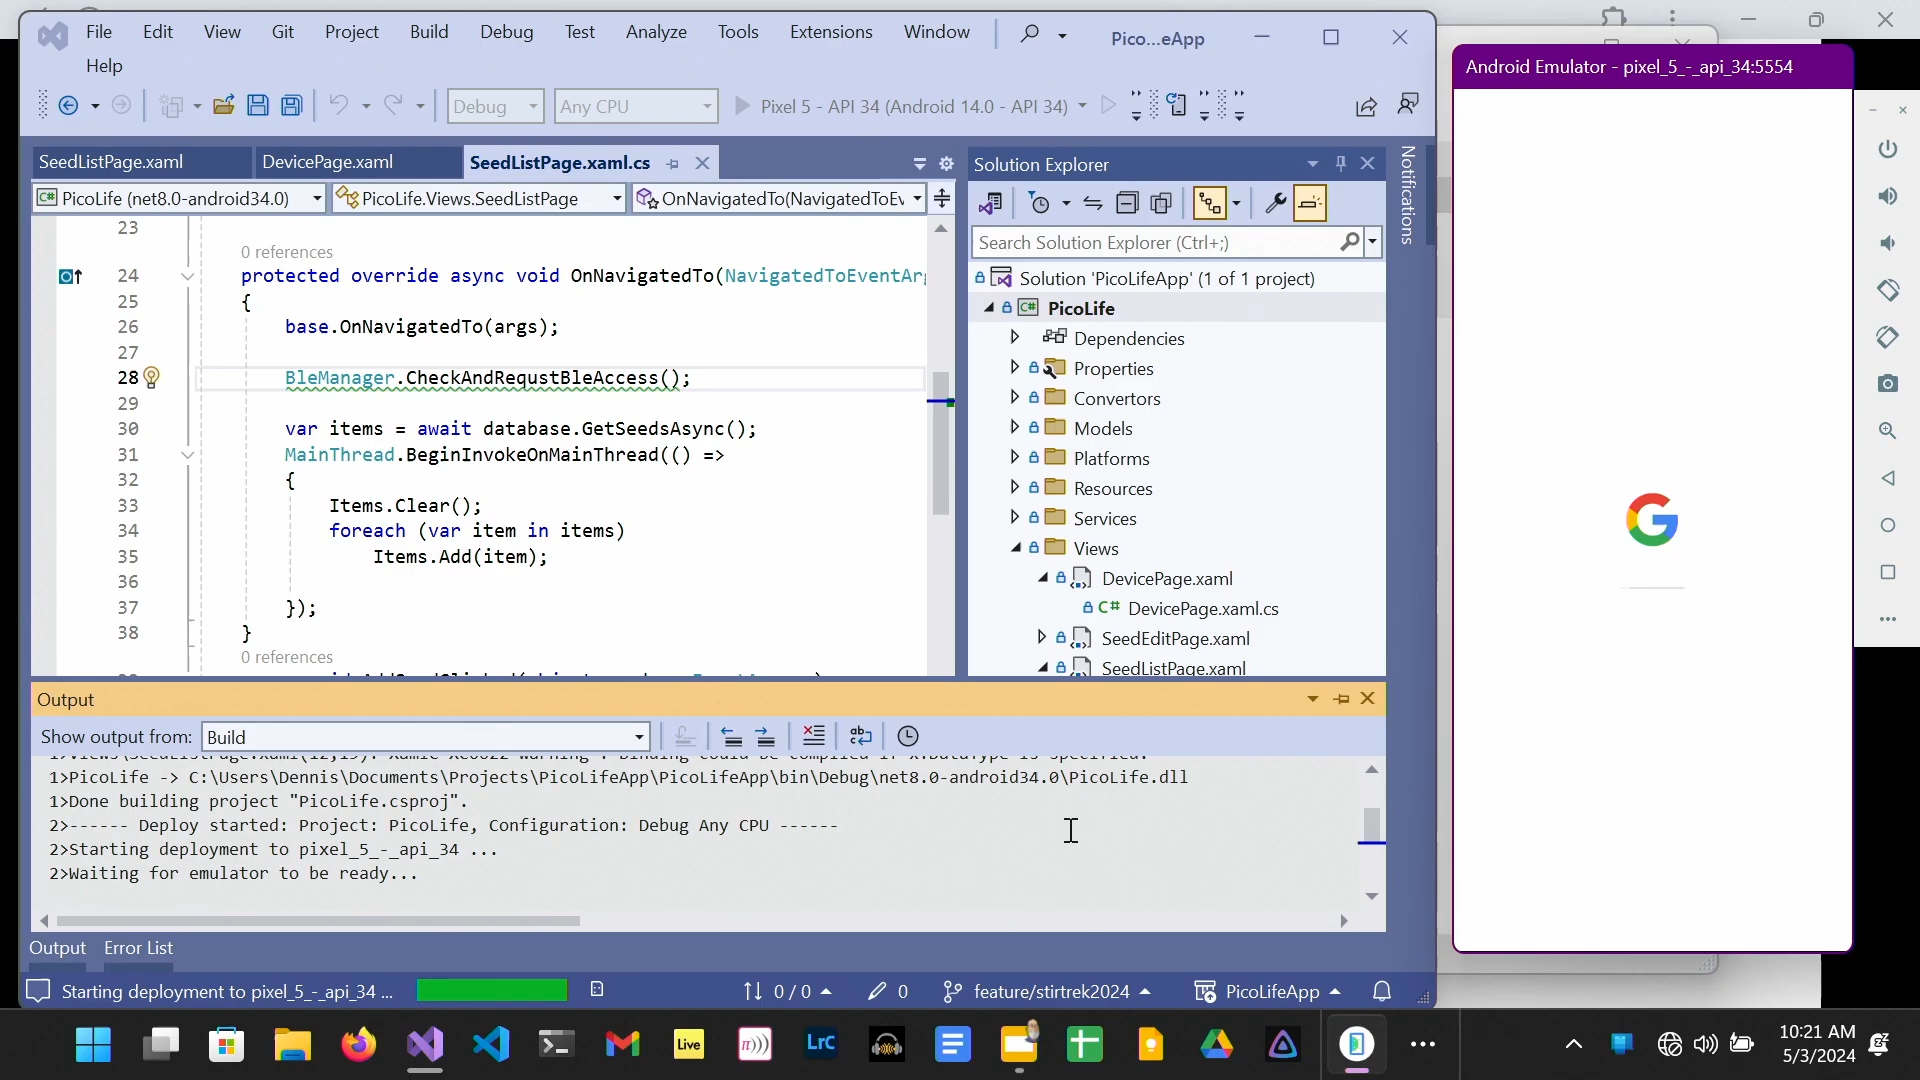 File Edit View Git Project Build Debug Test Analyze Tools Extensions Window Pico...eApp
Help
Debug Any CPU Pixel 5 - API 34 (Android 14.0 - API 34)
SeedListPage.xaml DevicePage.xaml SeedListPage.xaml.cs
PicoLife (net8.0-android34.0) PicoLife.Views.SeedListPage OnNavigatedTo(NavigatedToEv
23
0 references
24 protected override async void OnNavigatedTo(NavigatedToEventAr
25 {
26 base.OnNavigatedTo(args);
27
28 BleManager.CheckAndRequstBleAccess();
29
30 var items = await database.GetSeedsAsync();
31 MainThread.BeginInvokeOnMainThread(() =>
32 {
33 Items.Clear();
34 foreach (var item in items)
35 Items.Add(item);
36
37 });
38 }
0 references
Solution Explorer
Search Solution Explorer (Ctrl+;)
Solution 'PicoLifeApp' (1 of 1 project)
C# PicoLife
Dependencies
Properties
Convertors
Models
Platforms
Resources
Services
Views
DevicePage.xaml
C# DevicePage.xaml.cs
SeedEditPage.xaml
SeedListPage.xaml
Notifications
Output
Show output from: Build
1>PicoLife -> C:\Users\Dennis\Documents\Projects\PicoLifeApp\PicoLifeApp\bin\Debug\net8.0-android34.0\PicoLife.dll
1>Done building project "PicoLife.csproj".
2>------ Deploy started: Project: PicoLife, Configuration: Debug Any CPU ------
2>Starting deployment to pixel_5_-_api_34 ...
2>Waiting for emulator to be ready...
Output Error List
Starting deployment to pixel_5_-_api_34 ... 0 / 0 0 feature/stirtrek2024 PicoLifeApp
Android Emulator - pixel_5_-_api_34:5554
G
Live
π)))
LrC
10:21 AM
5/3/2024